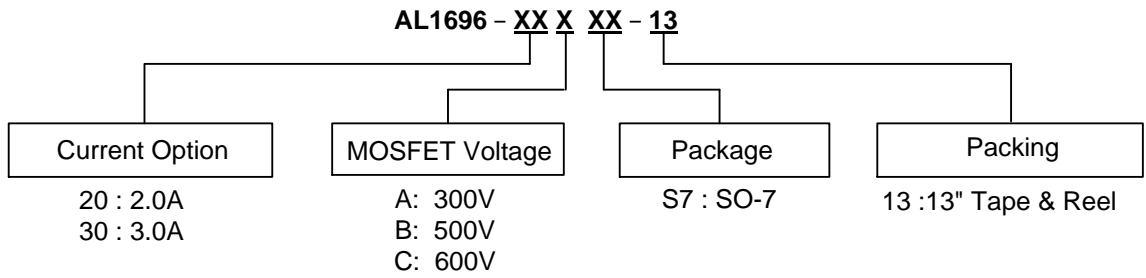 AL1696 – XX X XX – 13
Current Option
20 : 2.0A
30 : 3.0A
MOSFET Voltage
A: 300V
B: 500V
C: 600V
Package
S7 : SO-7
Packing
13 :13" Tape & Reel